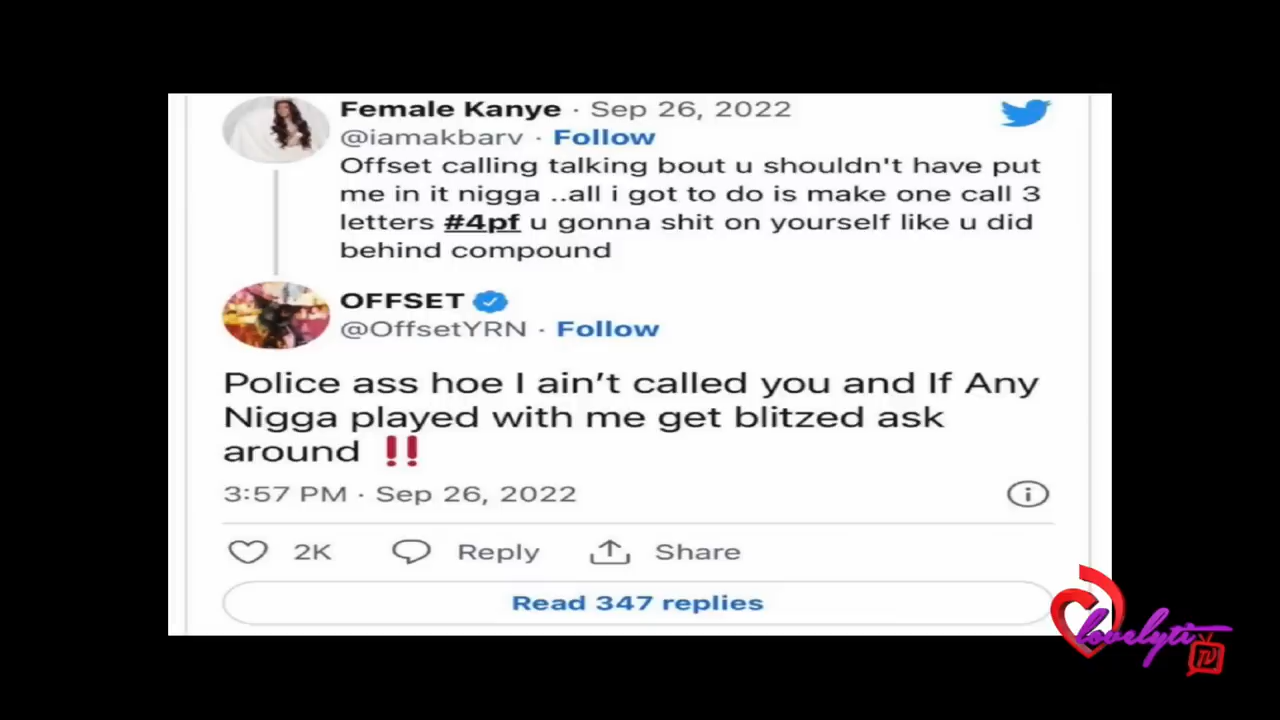 Female Kanye · Sep 26, 2022
@iamakbarv · Follow
Offset calling talking bout u shouldn't have put
me in it nigga ..all i got to do is make one call 3
letters #4pf u gonna shit on yourself like u did
behind compound
OFFSET
@OffsetYRN · Follow
Police ass hoe I ain’t called you and If Any
Nigga played with me get blitzed ask
around ‼️
3:57 PM · Sep 26, 2022
2K Reply Share
Read 347 replies
lovelyti
TV